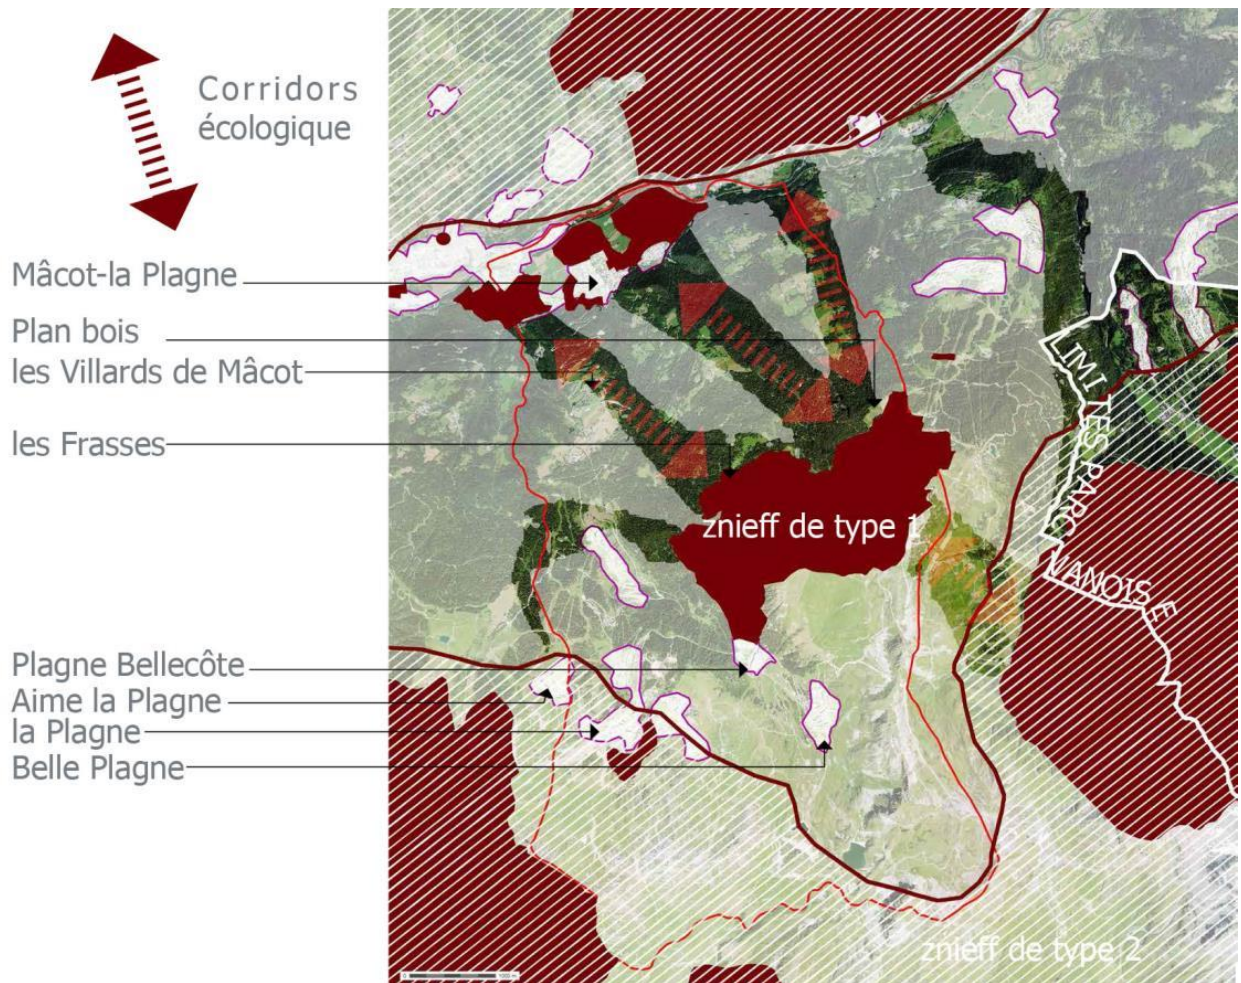 Corridors
écologique
Mâcot-la Plagne
Plan bois
les Villards de Mâcot
les Frasses
znieff de type 1
LIMITES PARC VANOISE
Plagne Bellecôte
Aime la Plagne
la Plagne
Belle Plagne
znieff de type 2